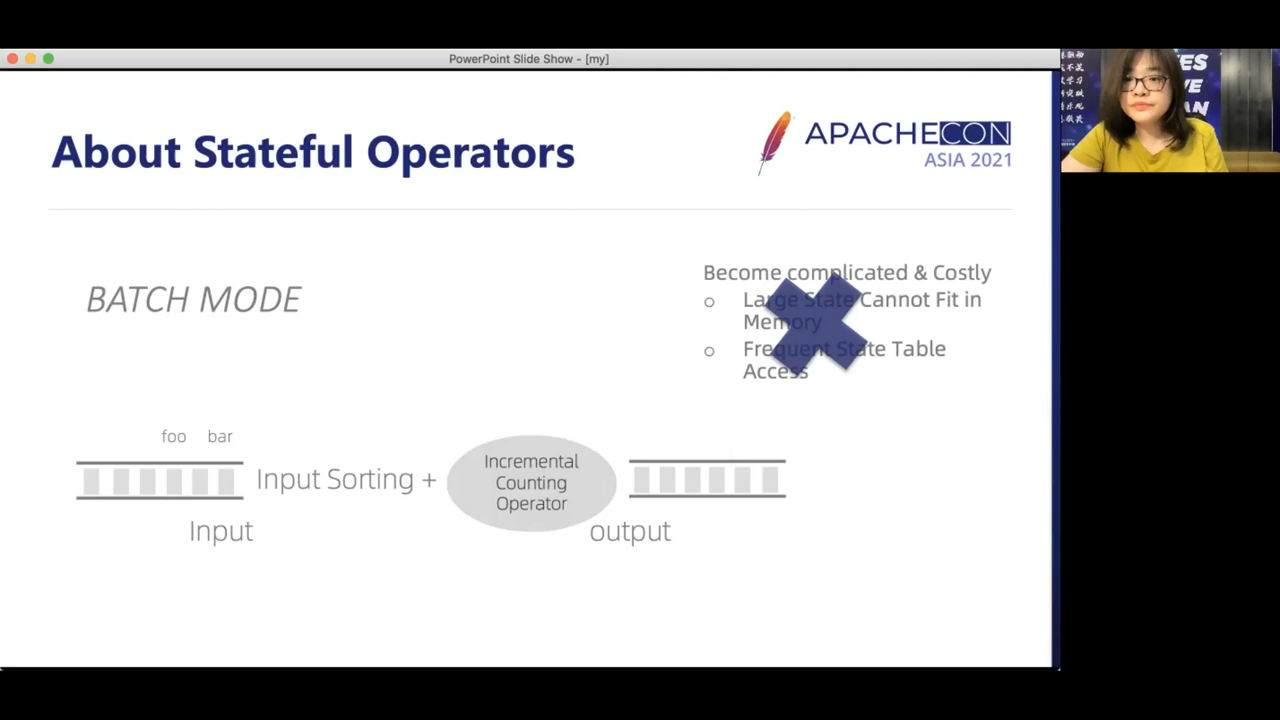 PowerPoint Slide Show - [my]
About Stateful Operators
APACHECON
ASIA 2021
BATCH MODE
Become complicated & Costly
Large State Cannot Fit in
Memory
Frequent State Table
Access
foo bar
Input Sorting +
Incremental
Counting
Operator
Input
output